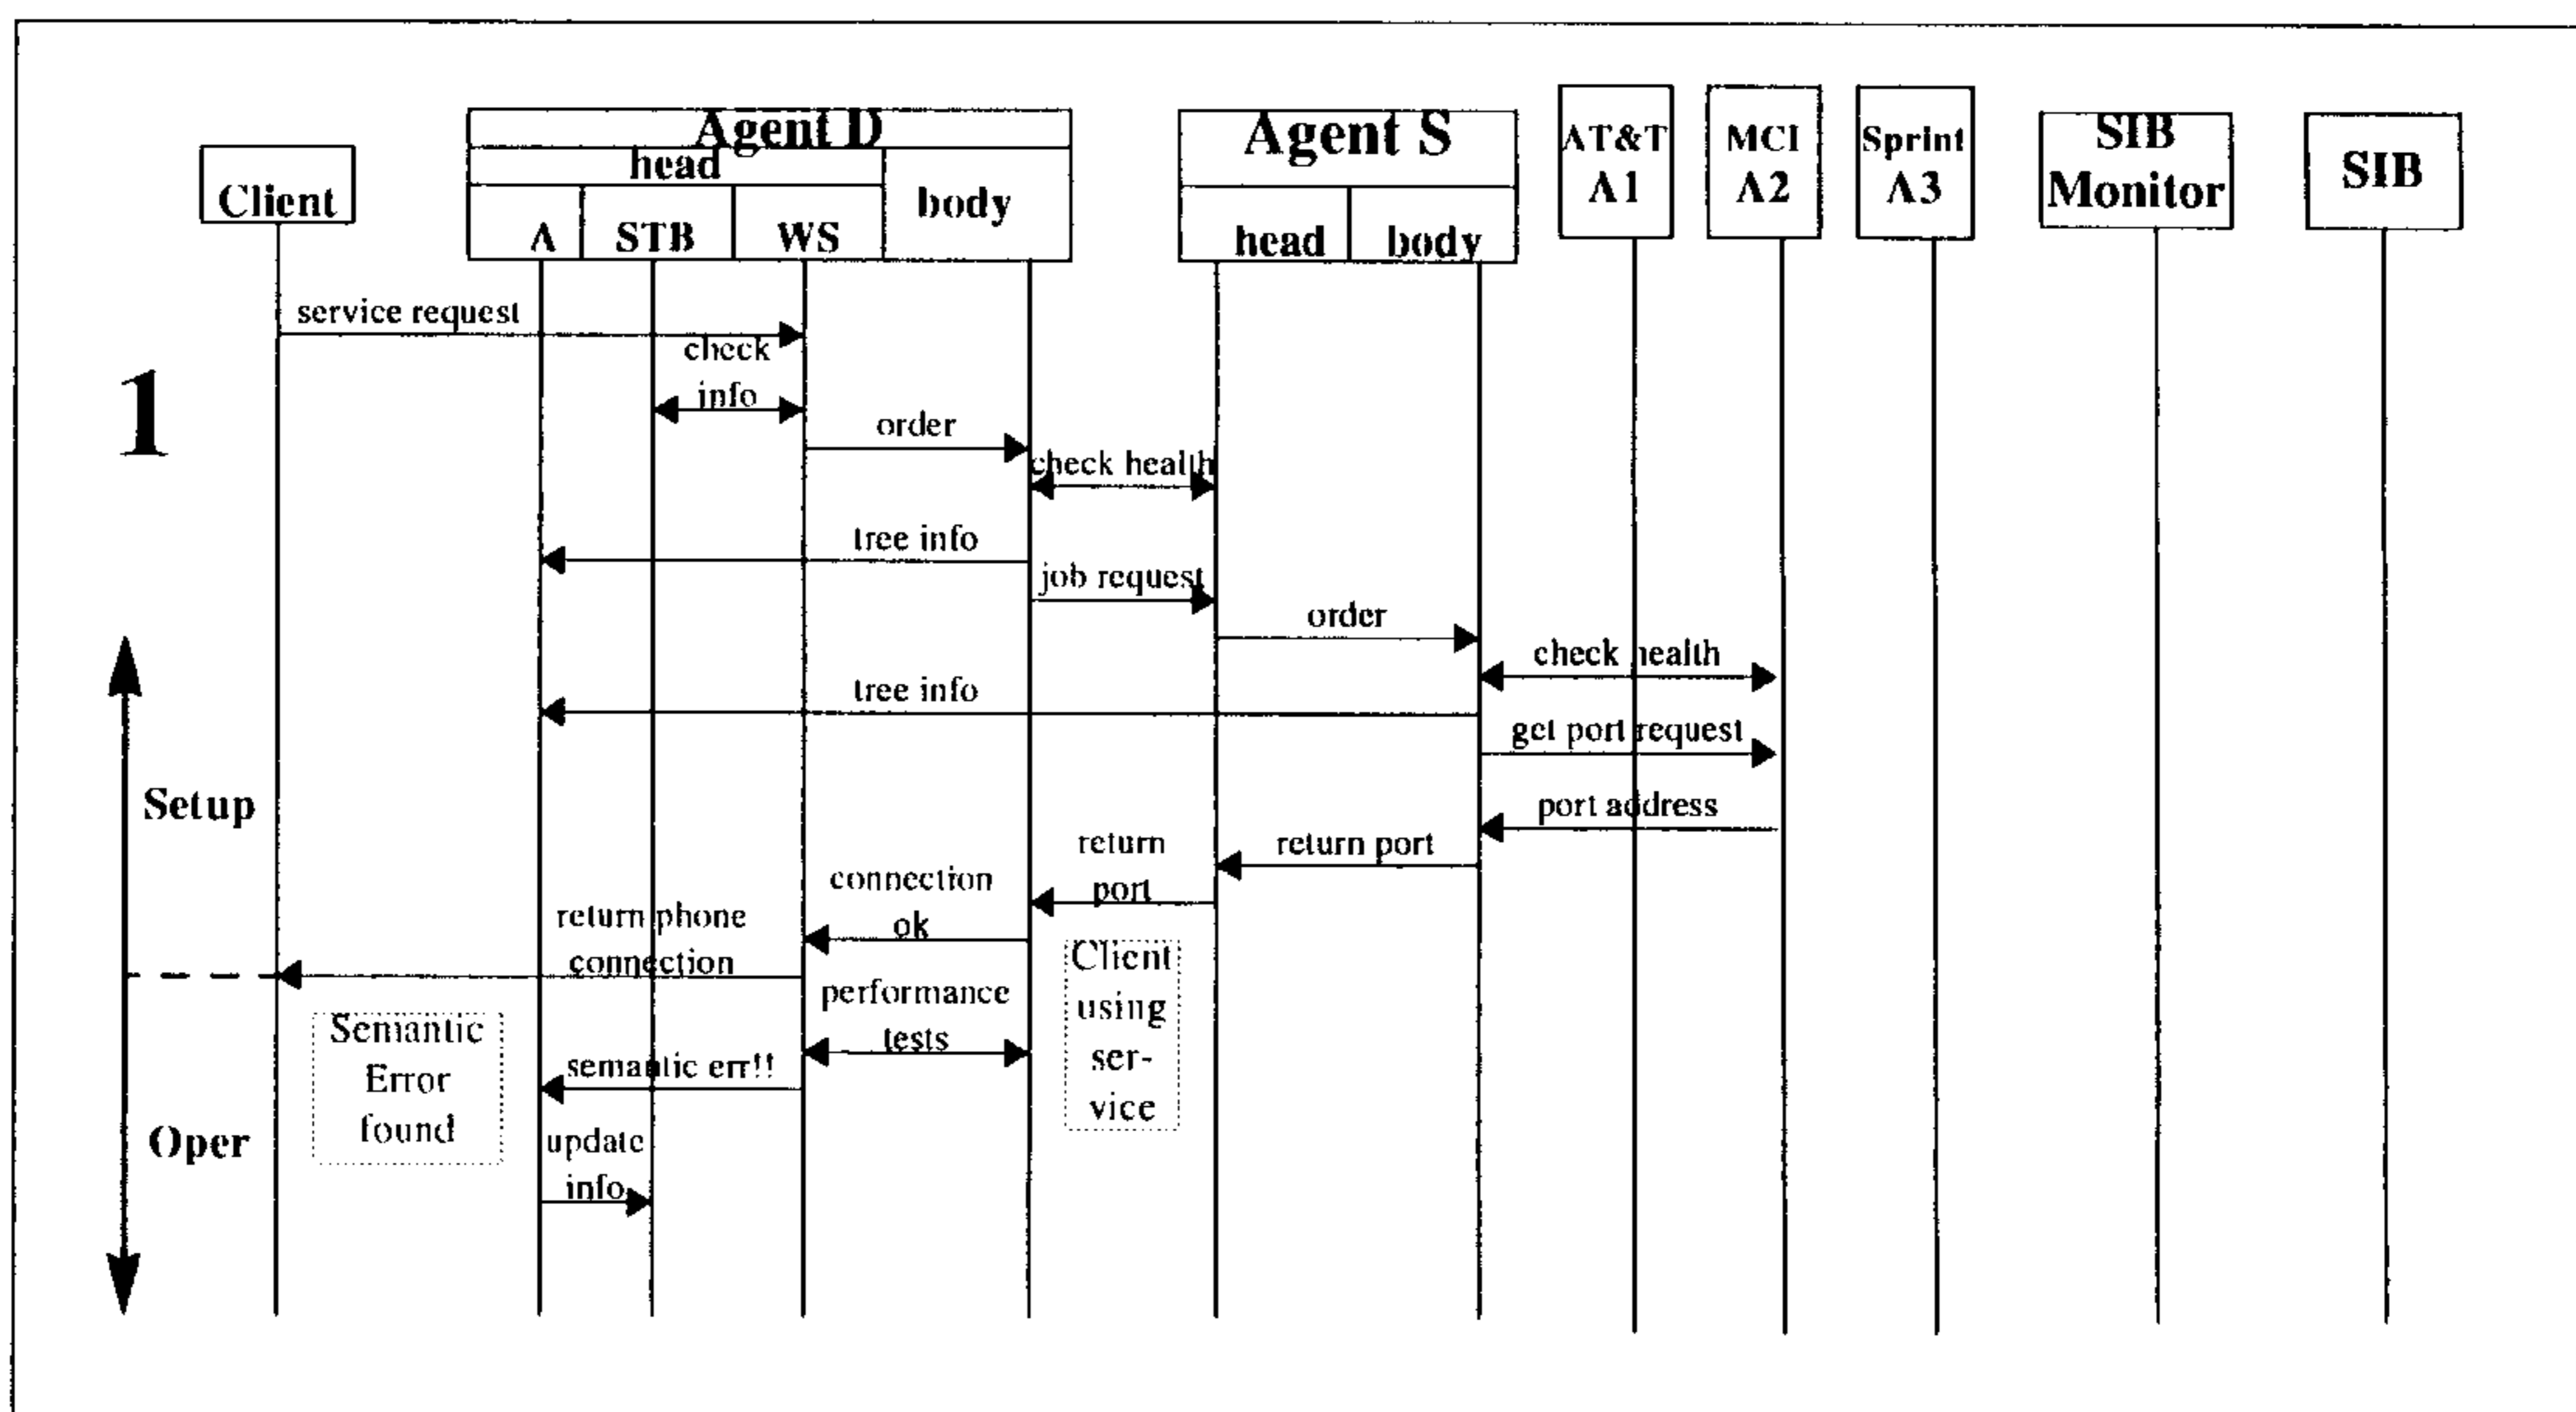 Agent D
Agent S
AT&T
A1
MCI
A2
Sprint
A3
SIB
Monitor
SIB
Client
head
body
A
STB
WS
head
body
service request
check
info
1
order
check health
tree info
job request
order
check health
tree info
get port request
Setup
port address
return port
return
port
connection
ok
return phone
connection
Client
using
ser-
vice
performance
tests
Semantic
Error
found
semantic err!!
Oper
update
info